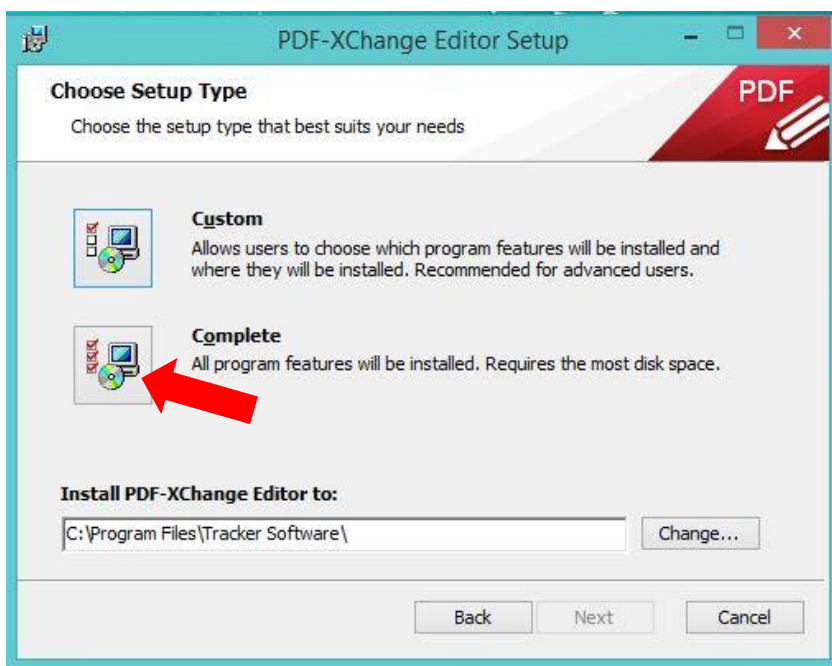 PDF-XChange Editor Setup
Choose Setup Type
Choose the setup type that best suits your needs
PDF
Custom
Allows users to choose which program features will be installed and
where they will be installed. Recommended for advanced users.
Complete
All program features will be installed. Requires the most disk space.
Install PDF-XChange Editor to:
C:\Program Files\Tracker Software\
Change...
Back
Next
Cancel